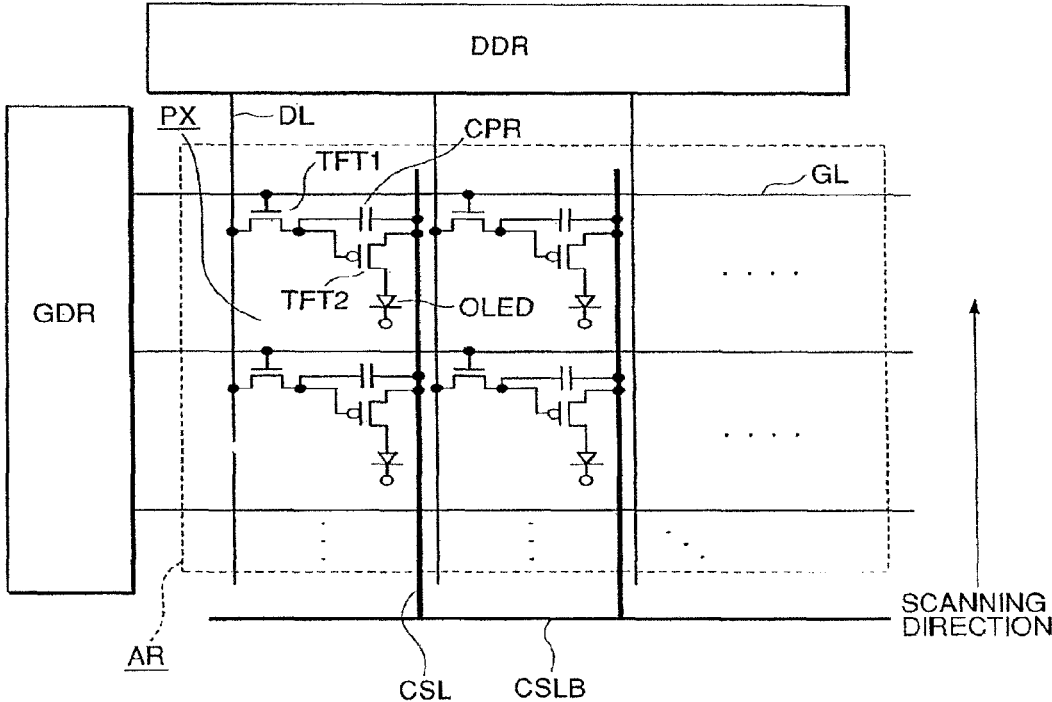 DDR
PX
DL
CPR
TFT1
GL
GDR
TFT2
OLED
SCANNING
DIRECTION
AR
CSL
CSLB